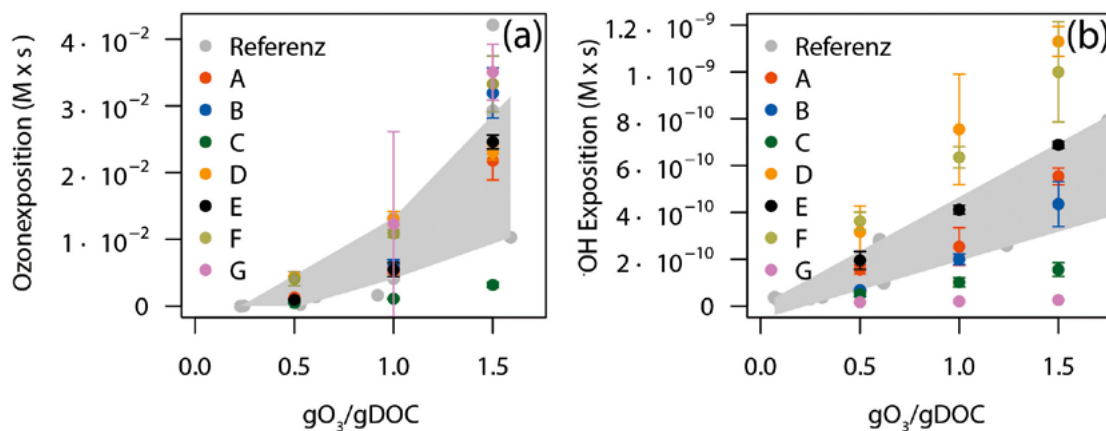 (a)
Ozonexposition (M x s)
4· 10⁻²
3· 10⁻²
2· 10⁻²
1· 10⁻²
0
Referenz
A
B
C
D
E
F
G
0.0 0.5 1.0 1.5
gO₃/gDOC
(b)
·OH Exposition (M x s)
1.2 · 10⁻⁹
1 · 10⁻⁹
8 · 10⁻¹⁰
6 · 10⁻¹⁰
4 · 10⁻¹⁰
2 · 10⁻¹⁰
0
Referenz
A
B
C
D
E
F
G
0.0 0.5 1.0 1.5
gO₃/gDOC